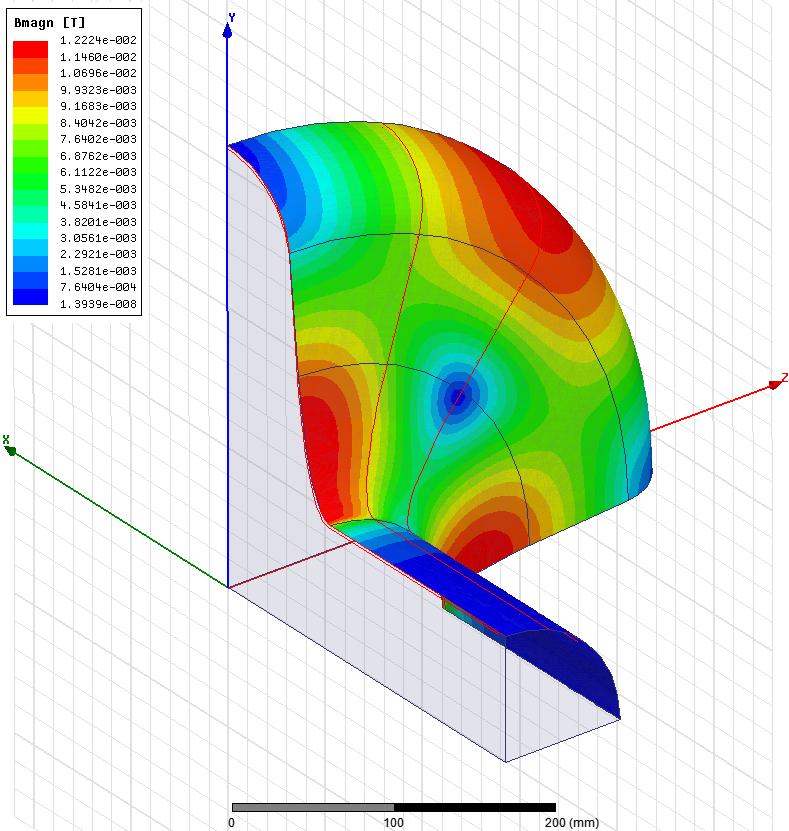 Bmagn [T]
1.2224e-002
1.1460e-002
1.0696e-002
9.9323e-003
9.1683e-003
8.4042e-003
7.6402e-003
6.8762e-003
6.1122e-003
5.3482e-003
4.5841e-003
3.8201e-003
3.0561e-003
2.2921e-003
1.5281e-003
7.6404e-004
1.3939e-008
Y
Z
X
0 100 200 (mm)